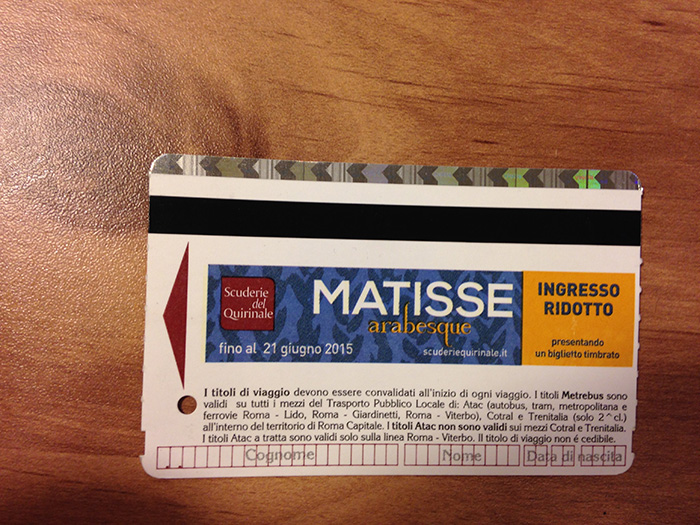 Scuderie
del
Quirinale
MATISSE
arabesque
fino al 21 giugno 2015
scuderiequirinale.it
INGRESSO
RIDOTTO
presentando
un biglietto timbrato
I titoli di viaggio devono essere convalidati all'inizio di ogni viaggio. I titoli Metrebus sono
validi su tutti i mezzi del Trasporto Pubblico Locale di: Atac (autobus, tram, metropolitana e
ferrovie Roma - Lido, Roma - Giardinetti, Roma - Viterbo), Cotral e Trenitalia (solo 2^cl.)
all'interno del territorio di Roma Capitale. I titoli Atac non sono validi sui mezzi Cotral e Trenitalia.
I titoli Atac a tratta sono validi solo sulla linea Roma - Viterbo. Il titolo di viaggio non é cedibile.
Cognome Nome Data di nascita